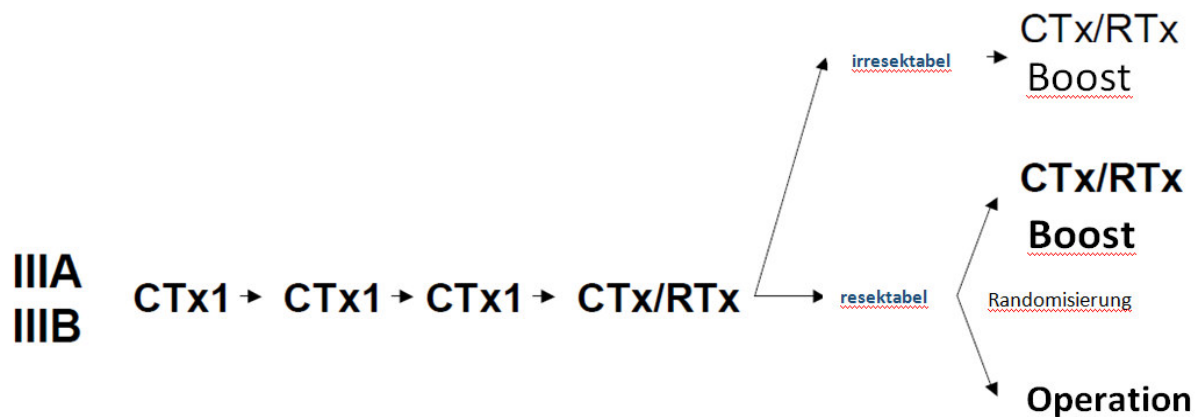 IIIA
IIIB
CTx1
CTx1
CTx1
CTx/RTx
irresektabel
CTx/RTx
Boost
resektabel
Randomisierung
CTx/RTx
Boost
Operation